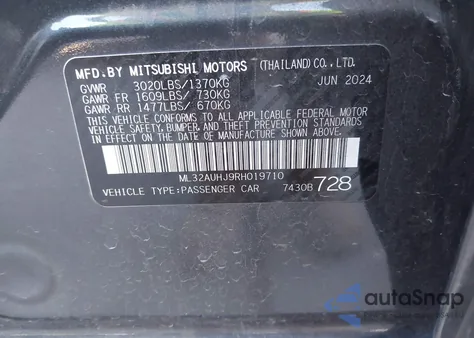 MFD.BY MITSUBISHI MOTORS (THAILAND) CO., LTD.
GVWR 3020LBS/1370KG JUN 2024
GAWR FR 1609LBS/ 730KG
GAWR RR 1477LBS/ 670KG
THIS VEHICLE CONFORMS TO ALL APPLICABLE FEDERAL MOTOR
VEHICLE SAFETY, BUMPER, AND THEFT PREVENTION STANDARDS
IN EFFECT ON THE DATE OF MANUFACTURE SHOWN ABOVE.
ML32AUHJ9RH019710
VEHICLE TYPE:PASSENGER CAR 7430B 728
autoSnap